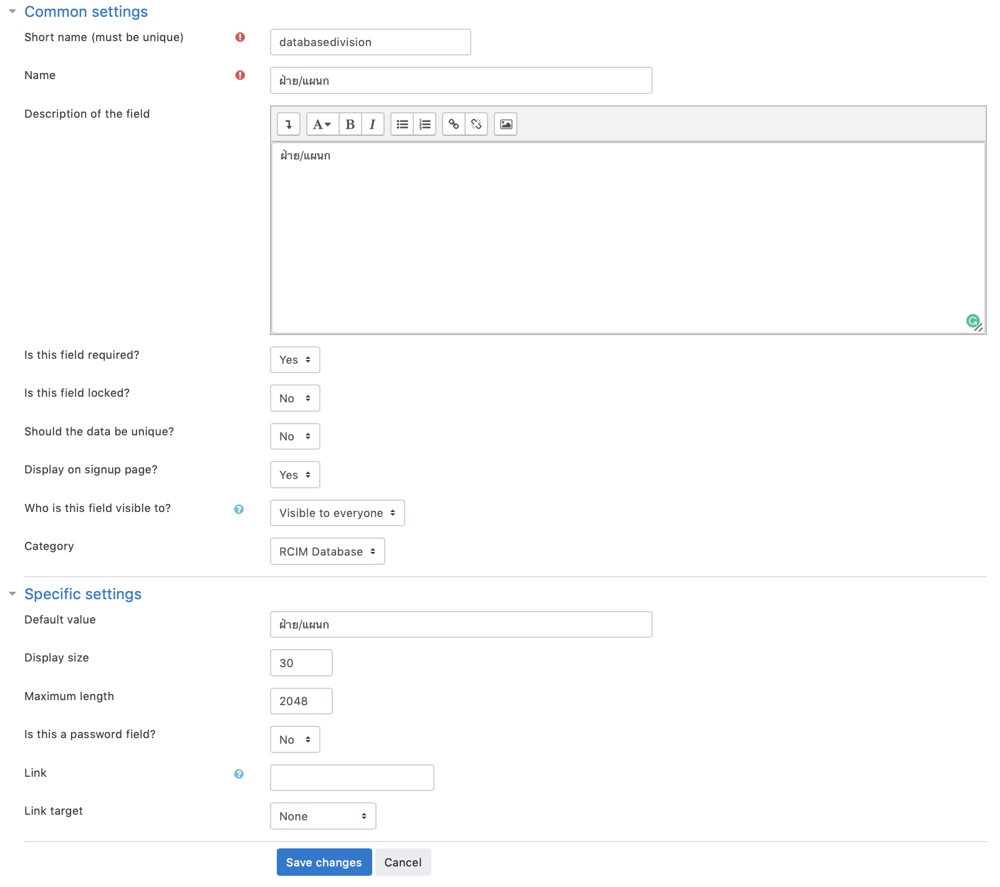 Common settings
Short name (must be unique)
databasedivision
Name
ฝ่าย/แผนก
Description of the field
A B I
ฝ่าย/แผนก
Is this field required?
Yes
Is this field locked?
No
Should the data be unique?
No
Display on signup page?
Yes
Who is this field visible to?
Visible to everyone
Category
RCIM Database
Specific settings
Default value
ฝ่าย/แผนก
Display size
30
Maximum length
2048
Is this a password field?
No
Link
Link target
None
Save changes
Cancel